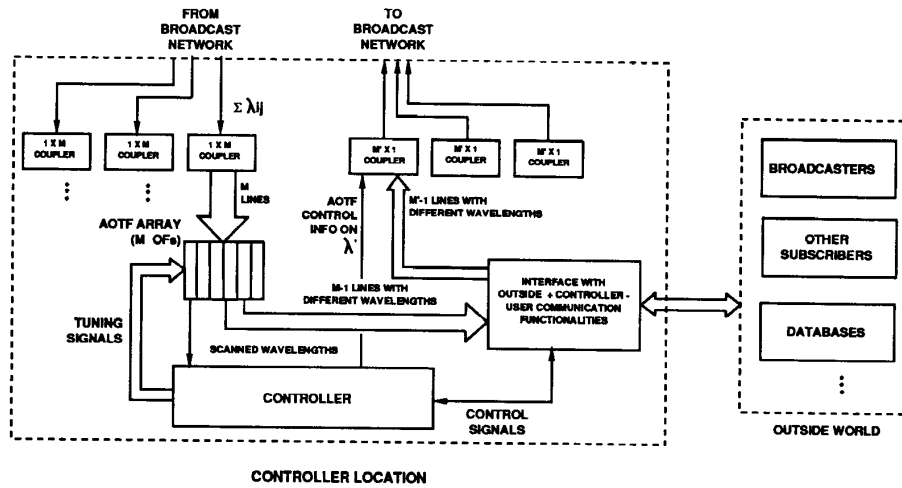 FROM
BROADCAST
NETWORK
TO
BROADCAST
NETWORK
Σ λij
1 X M
COUPLER
1 X M
COUPLER
1 X M
COUPLER
M' X 1
COUPLER
M' X 1
COUPLER
M' X 1
COUPLER
M
LINES
AOTF ARRAY
(M OFs)
AOTF
CONTROL
INFO ON
λ'
M'-1 LINES WITH
DIFFERENT WAVELENGTHS
M-1 LINES WITH
DIFFERENT WAVELENGTHS
INTERFACE WITH
OUTSIDE + CONTROLLER -
USER COMMUNICATION
FUNCTIONALITIES
TUNING
SIGNALS
SCANNED WAVELENGTHS
CONTROLLER
CONTROL
SIGNALS
BROADCASTERS
OTHER
SUBSCRIBERS
DATABASES
OUTSIDE WORLD
CONTROLLER LOCATION